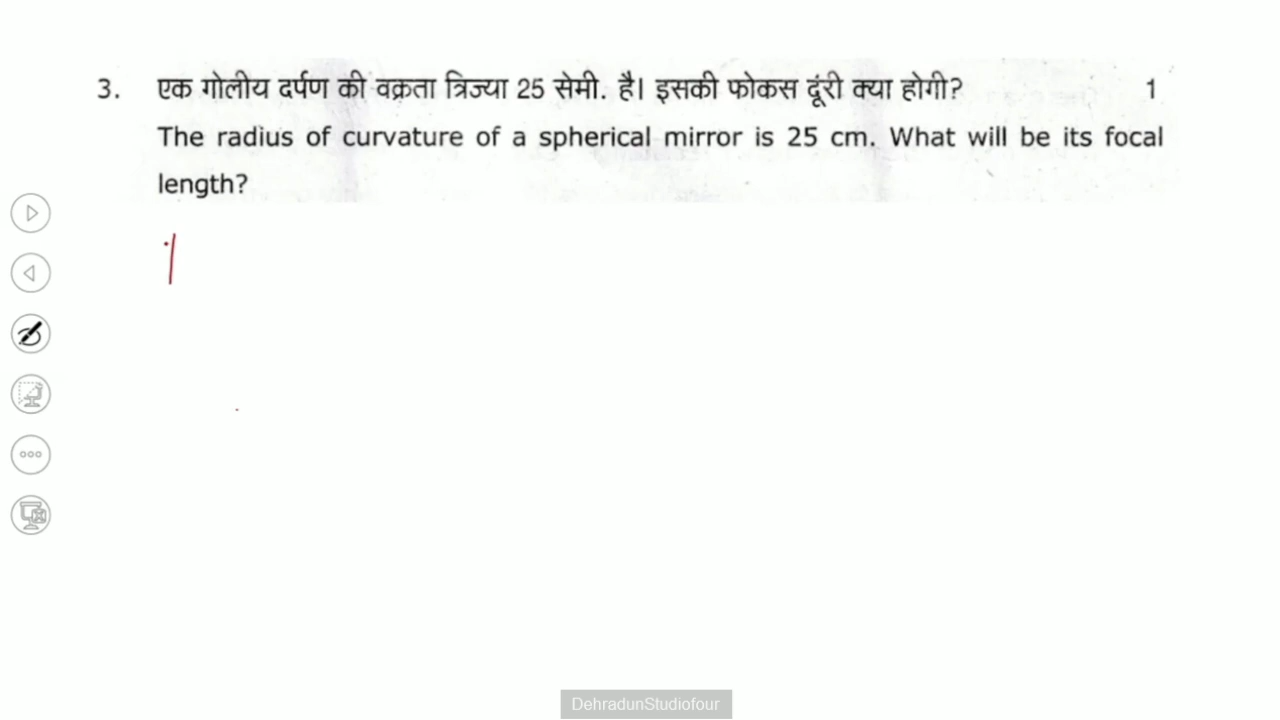 3. एक गोलीय दर्पण की वक्रता त्रिज्या 25 सेमी. है। इसकी फोकस दूंरी क्या होगी? 1
The radius of curvature of a spherical mirror is 25 cm. What will be its focal
length?
DehradunStudiofour